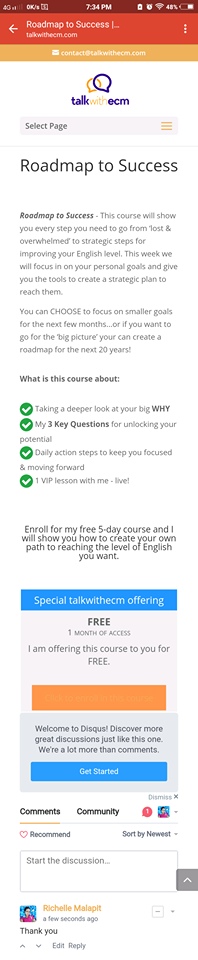 4G 0K/s 7:34 PM 48%
Roadmap to Success |...
talkwithecm.com
contact@talkwithecm.com
talkwithecm
Select Page
Roadmap to Success
Roadmap to Success - This course will show
you every step you need to go from 'lost &
overwhelmed' to strategic steps for
improving your English level. This week we
will focus in on your personal goals and give
you the tools to create a strategic plan to
reach them.
You can CHOOSE to focus on smaller goals
for the next few months...or if you want to
go for the 'big picture' your can create a
roadmap for the next 20 years!
What is this course about:
Taking a deeper look at your big WHY
My 3 Key Questions for unlocking your
potential
Daily action steps to keep you focused
& moving forward
1 VIP lesson with me - live!
Enroll for my free 5-day course and I
will show you how to create your own
path to reaching the level of English
you want.
Special talkwithecm offering
FREE
1 MONTH OF ACCESS
I am offering this course to you for
FREE.
Welcome to Disqus! Discover more
great discussions just like this one.
We're a lot more than comments.
Get Started
Dismiss ×
Comments Community 1
Recommend Sort by Newest
Start the discussion...
Richelle Malapit
a few seconds ago
Thank you
Edit Reply